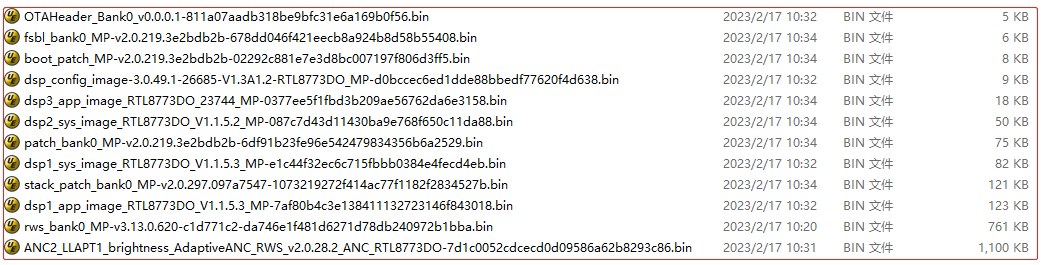 OTAHeader_Bank0_v0.0.0.1-811a07aadb318be9bfc31e6a169b0f56.bin 2023/2/17 10:32 BIN 文件 5 KB
fsbl_bank0_MP-v2.0.219.3e2bdb2b-678dd046f421eecb8a924b8d58b55408.bin 2023/2/17 10:34 BIN 文件 6 KB
boot_patch_MP-v2.0.219.3e2bdb2b-02292c881e7e3d8bc007197f806d3ff5.bin 2023/2/17 10:34 BIN 文件 8 KB
dsp_config_image-3.0.49.1-26685-V1.3A1.2-RTL8773DO_MP-d0bccec6ed1dde88bbedf77620f4d638.bin 2023/2/17 10:32 BIN 文件 9 KB
dsp3_app_image_RTL8773DO_23744_MP-0377ee5f1fbd3b209ae56762da6e3158.bin 2023/2/17 10:34 BIN 文件 18 KB
dsp2_sys_image_RTL8773DO_V1.1.5.2_MP-087c7d43d11430ba9e768f650c11da88.bin 2023/2/17 10:34 BIN 文件 50 KB
patch_bank0_MP-v2.0.219.3e2bdb2b-6df91b23fe96e542479834356b6a2529.bin 2023/2/17 10:34 BIN 文件 75 KB
dsp1_sys_image_RTL8773DO_V1.1.5.3_MP-e1c44f32ec6c715fbbb0384e4fecd4eb.bin 2023/2/17 10:32 BIN 文件 82 KB
stack_patch_bank0_MP-v2.0.297.097a7547-1073219272f414ac77f1182f2834527b.bin 2023/2/17 10:34 BIN 文件 121 KB
dsp1_app_image_RTL8773DO_V1.1.5.3_MP-7af80b4c3e138411132723146f843018.bin 2023/2/17 10:34 BIN 文件 123 KB
rws_bank0_MP-v3.13.0.620-c1d771c2-da746e1f481d6271d78db240972b1bba.bin 2023/2/17 10:20 BIN 文件 761 KB
ANC2_LLAPT1_brightness_AdaptiveANC_RWS_v2.0.28.2_ANC_RTL8773DO-7d1c0052cdcecd0d09586a62b8293c86.bin 2023/2/17 10:31 BIN 文件 1,100 KB